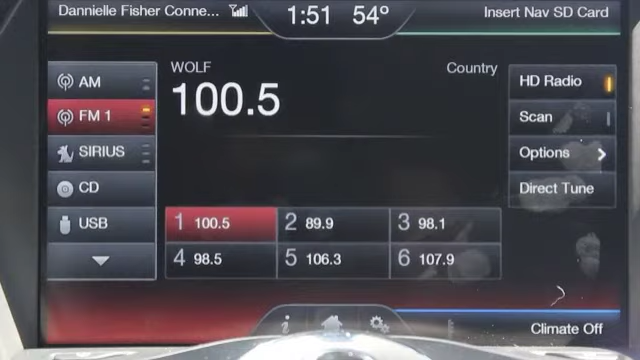 Dannielle Fisher Conne... 1:51 54° Insert Nav SD Card
WOLF Country
100.5
AM
FM 1
SIRIUS
CD
USB
HD Radio
Scan
Options
Direct Tune
1 100.5 2 89.9 3 98.1
4 98.5 5 106.3 6 107.9
i
Climate Off